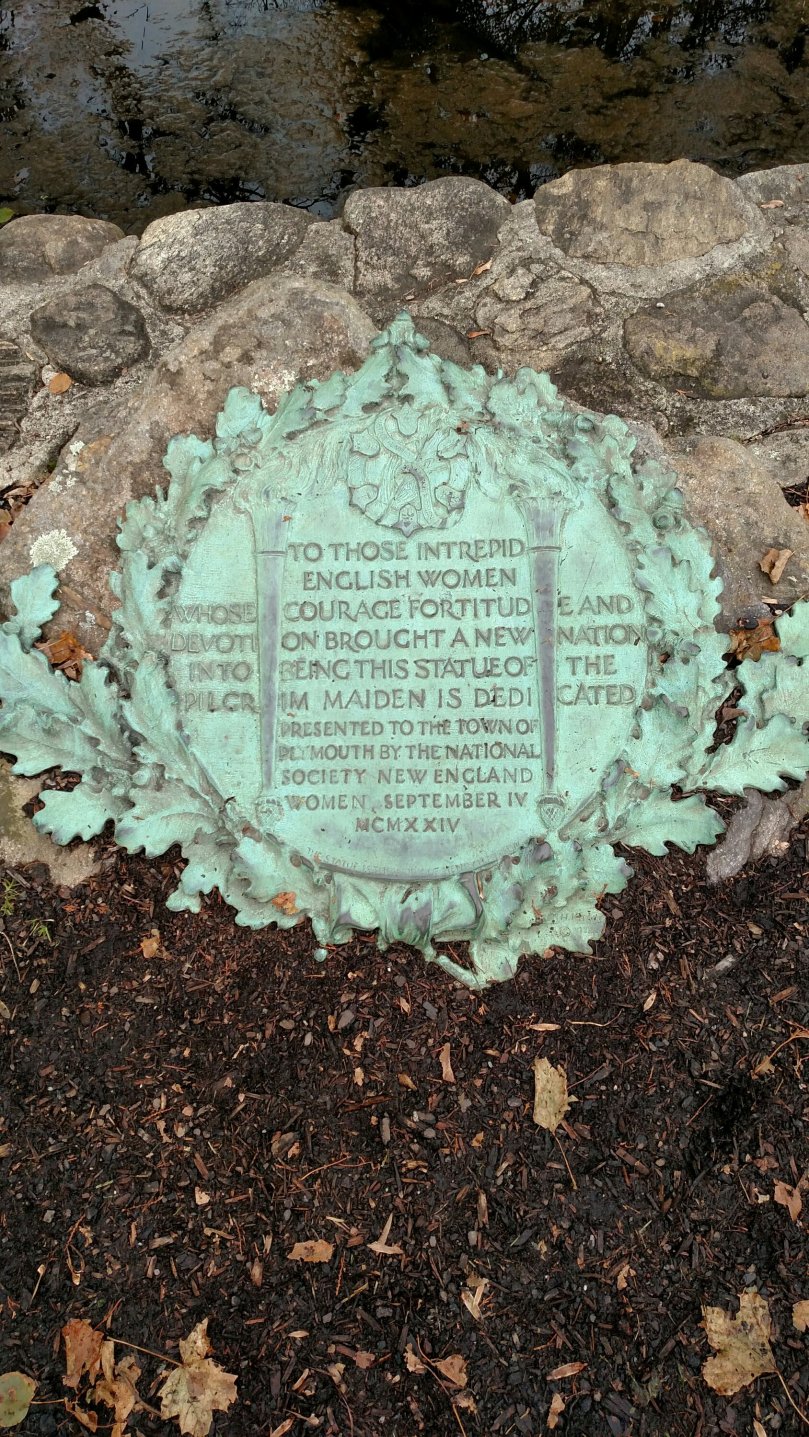 TO THOSE INTREPID
ENGLISH WOMEN
WHOSE COURAGE FORTITUDE AND
DEVOTION BROUGHT A NEW NATION
INTO BEING THIS STATUE OF THE
PILGRIM MAIDEN IS DEDICATED
PRESENTED TO THE TOWN OF
PLYMOUTH BY THE NATIONAL
SOCIETY NEW ENGLAND
WOMEN SEPTEMBER IV
MCMXXIV
THE STATUE